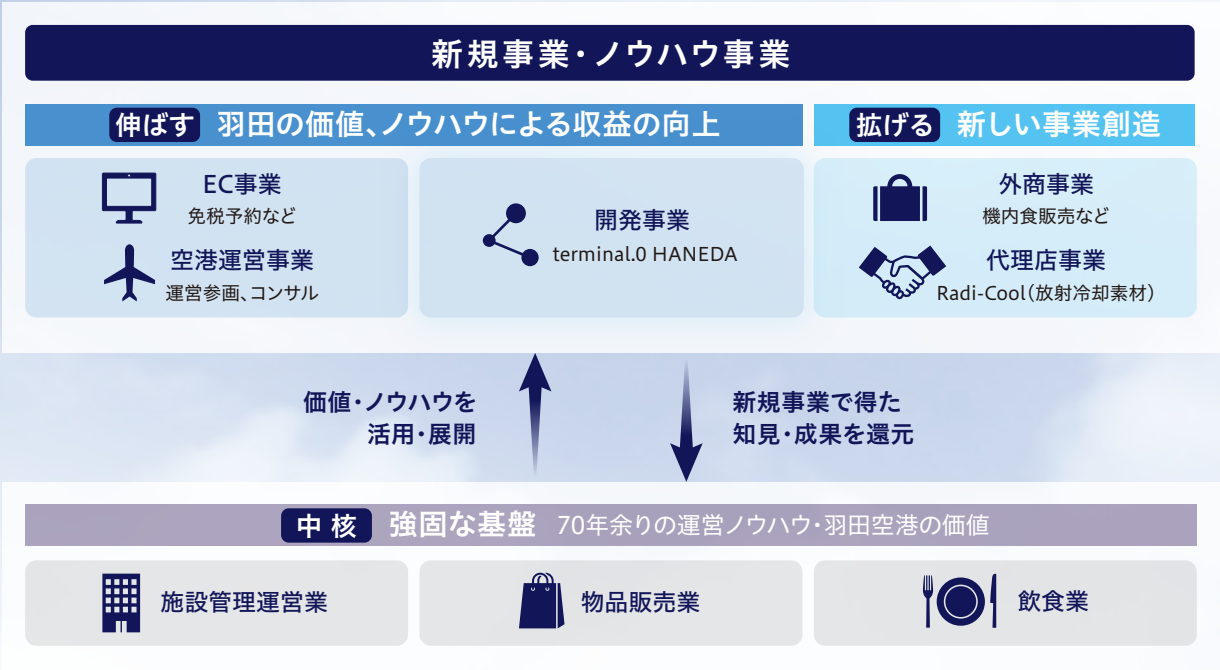 新規事業・ノウハウ事業
伸ばす 羽田の価値、ノウハウによる収益の向上
拡げる 新しい事業創造
EC事業
免税予約など
空港運営事業
運営参画、コンサル
開発事業
terminal.0 HANEDA
外商事業
機内食販売など
代理店事業
Radi-Cool（放射冷却素材）
価値・ノウハウを
活用・展開
新規事業で得た
知見・成果を還元
中核 強固な基盤 70年余りの運営ノウハウ・羽田空港の価値
施設管理運営業
物品販売業
飲食業